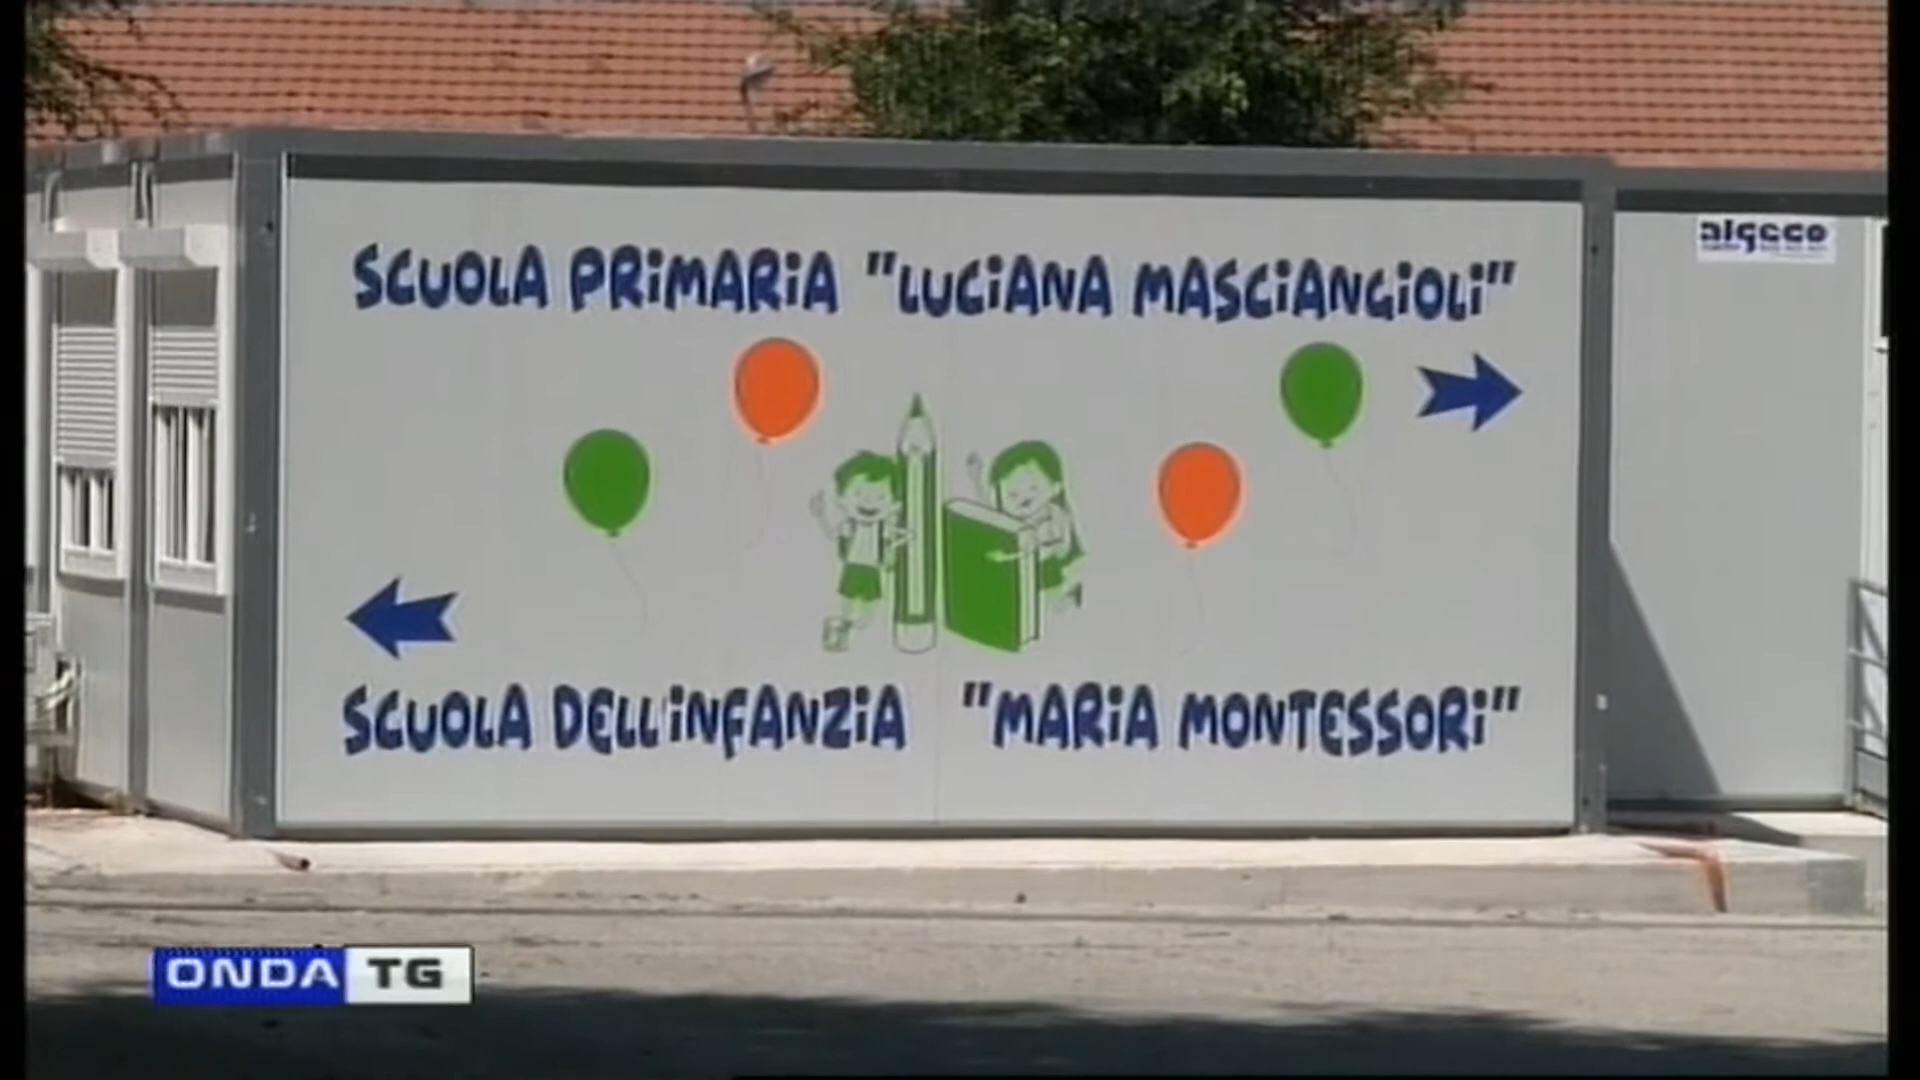 algeco
SCUOLA PRIMARIA "LUCIANA MASCIANGIOLI"
SCUOLA DELL'INFANZIA "MARIA MONTESSORI"
ONDA TG